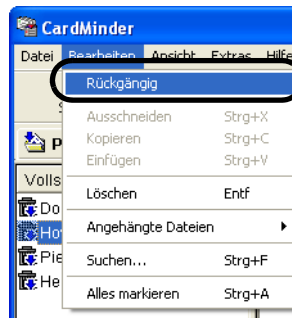 CardMinder
Datei Bearbeiten Ansicht Extras Hilfe
Rückgängig
Ausschneiden Strg+X
Kopieren Strg+C
Einfügen Strg+V
Löschen Entf
Angehängte Dateien
Suchen... Strg+F
Alles markieren Strg+A
P
Volls
Do
Ho
Pie
He